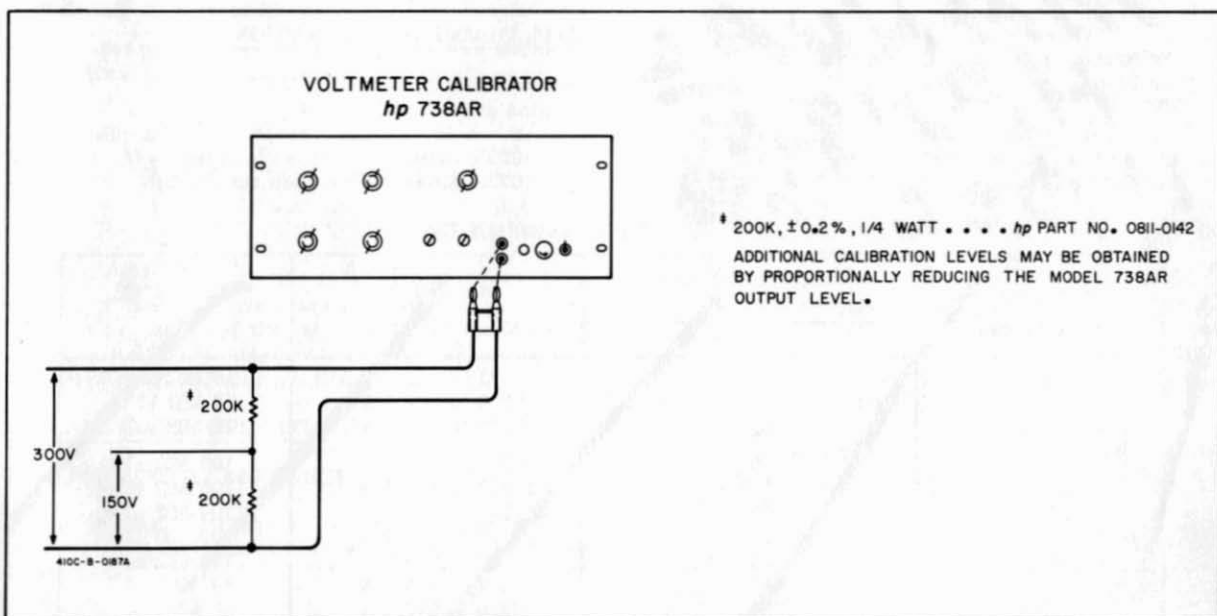 VOLTMETER CALIBRATOR
hp 738AR
‡ 200K, ± 0.2%, 1/4 WATT • • • • hp PART NO. 0811-0142
ADDITIONAL CALIBRATION LEVELS MAY BE OBTAINED
BY PROPORTIONALLY REDUCING THE MODEL 738AR
OUTPUT LEVEL.
‡ 200K
300V
150V
‡ 200K
410C-B-0187A